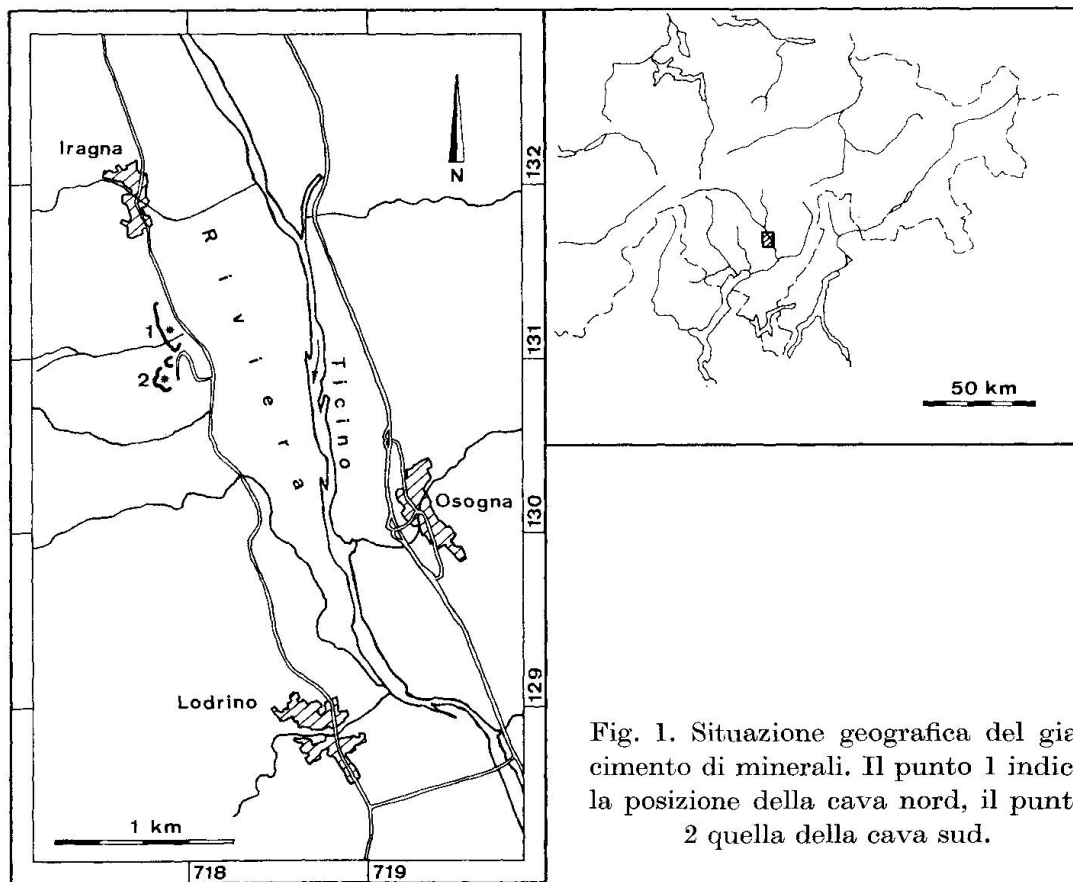 Iragna
N
132
Riviera
1
131
2
Ticino
Osogna
130
Lodrino
129
1 km
718
719
50 km
Fig. 1. Situazione geografica del gia
cimento di minerali. Il punto 1 indic
la posizione della cava nord, il punt
2 quella della cava sud.